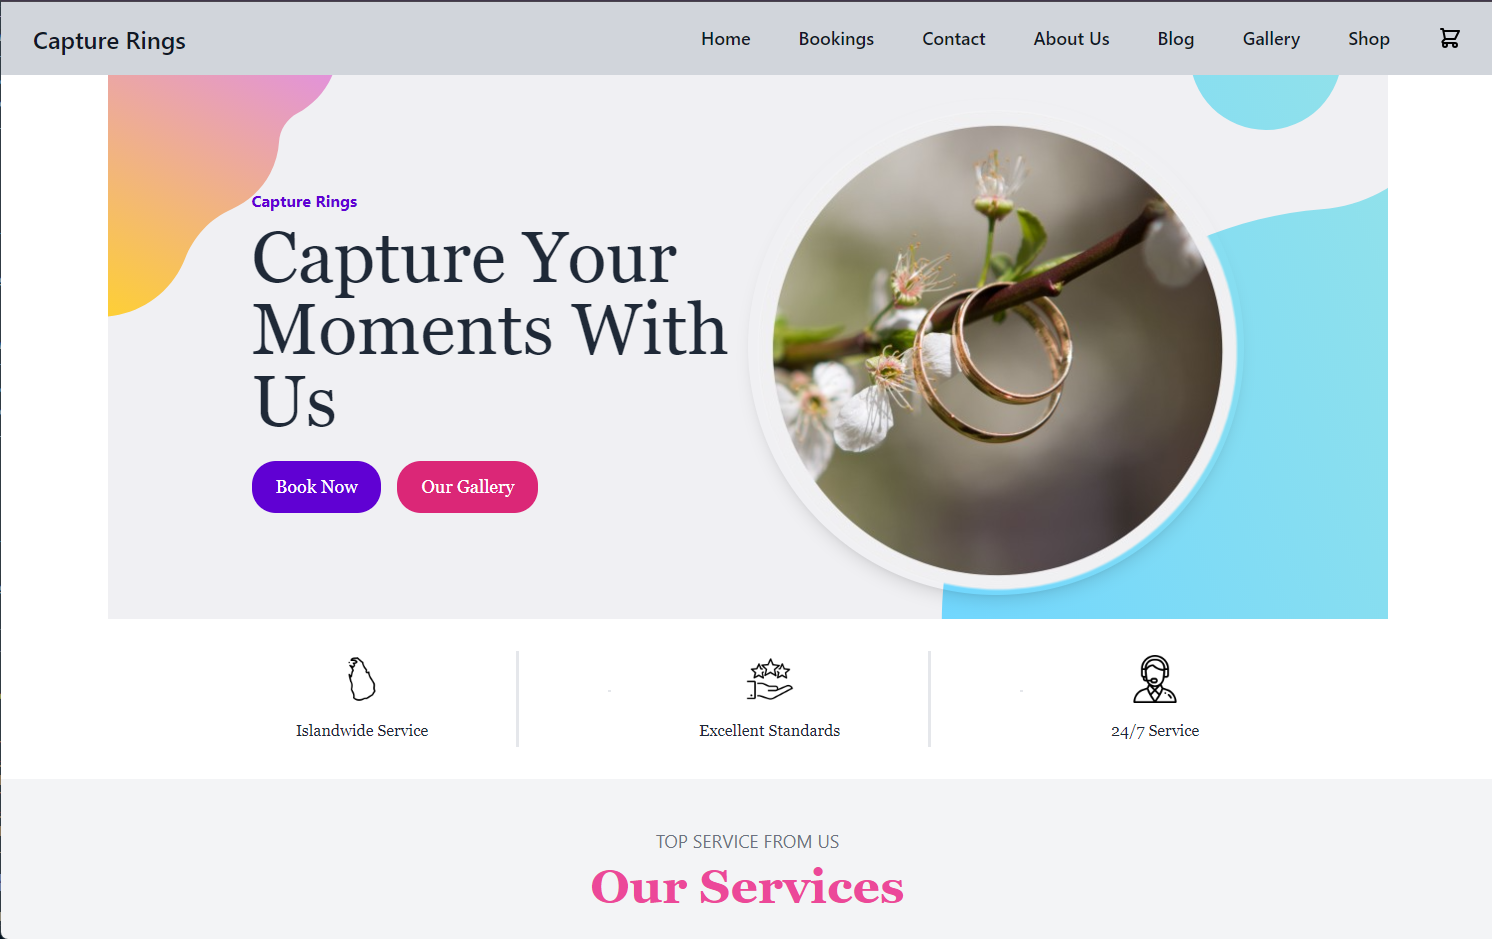 Capture Rings
Home Bookings Contact About Us Blog Gallery Shop
Capture Rings
Capture Your
Moments With
Us
Book Now Our Gallery
Islandwide Service
Excellent Standards
24/7 Service
TOP SERVICE FROM US
Our Services